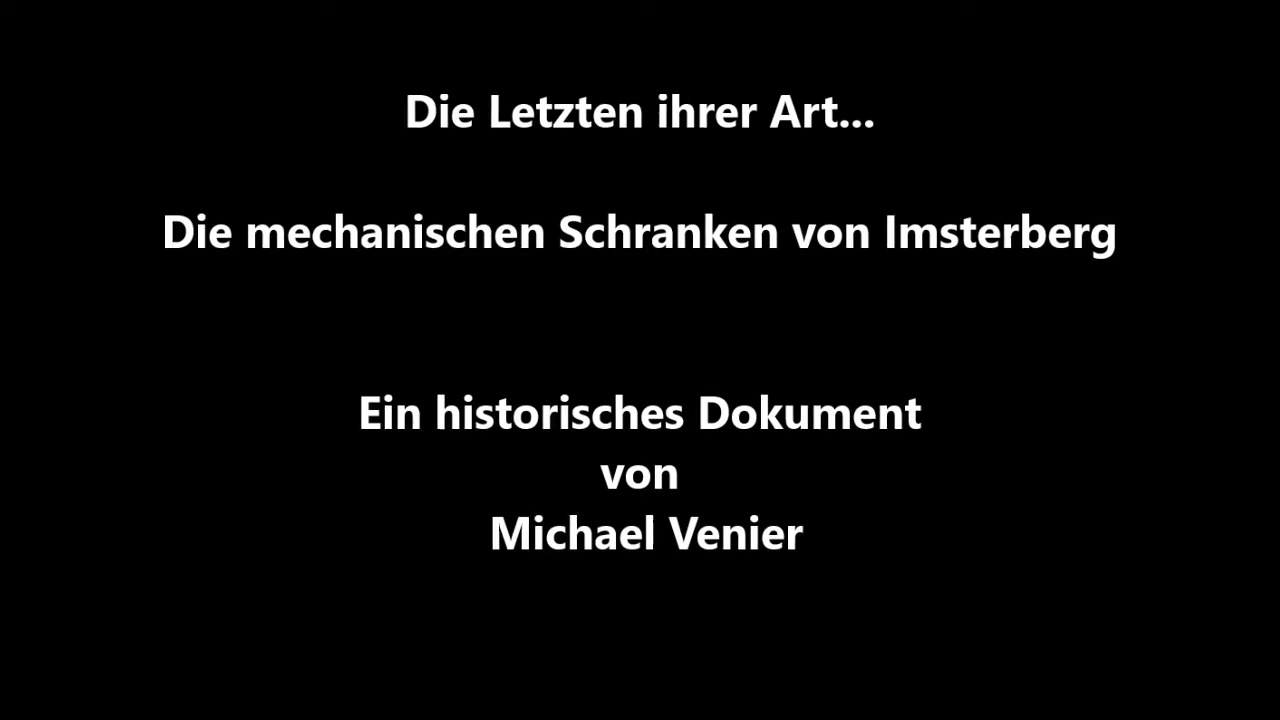 Die Letzten ihrer Art...
Die mechanischen Schranken von Imsterberg
Ein historisches Dokument
von
Michael Venier